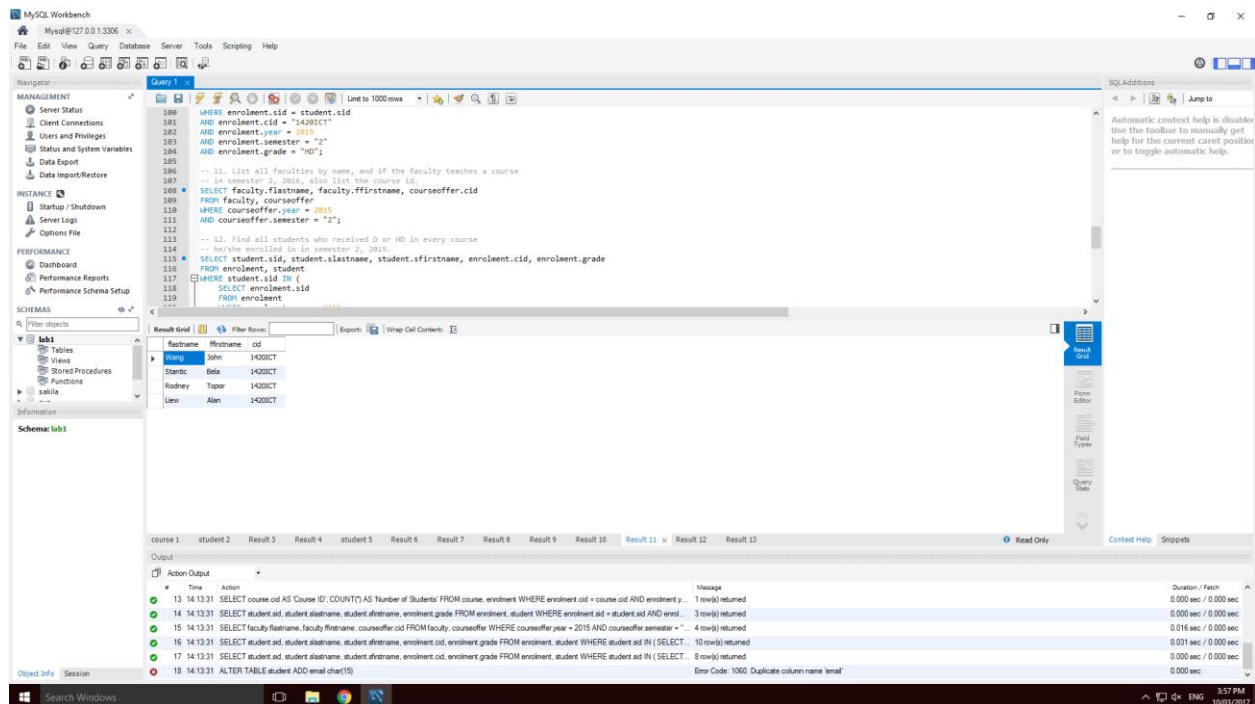 MySQL Workbench
Mysql@127.0.0.1:3306 ×
File Edit View Query Database Server Tools Scripting Help
Navigator
MANAGEMENT
Server Status
Client Connections
Users and Privileges
Status and System Variables
Data Export
Data Import/Restore
INSTANCE
Startup / Shutdown
Server Logs
Options File
PERFORMANCE
Dashboard
Performance Reports
Performance Schema Setup
SCHEMAS
Filter objects
lab1
Tables
Views
Stored Procedures
Functions
sakila
Information
Schema: lab1
Object Info Session
Query 1 ×
Limit to 1000 rows
100 WHERE enrolment.sid = student.sid
101 AND enrolment.cid = "1420ICT"
102 AND enrolment.year = 2015
103 AND enrolment.semester = "2"
104 AND enrolment.grade = "HD";
105
106 -- 11. List all faculties by name, and if the faculty teaches a course
107 -- in semester 2, 2016, also list the course id.
108 SELECT faculty.flastname, faculty.ffirstname, courseoffer.cid
109 FROM faculty, courseoffer
110 WHERE courseoffer.year = 2015
111 AND courseoffer.semester = "2";
112
113 -- 12. Find all students who received D or HD in every course
114 -- he/she enrolled in in semester 2, 2015.
115 SELECT student.sid, student.slastname, student.sfirstname, enrolment.cid, enrolment.grade
116 FROM enrolment, student
117 WHERE student.sid IN (
118 SELECT enrolment.sid
119 FROM enrolment
Result Grid Filter Rows: Export: Wrap Cell Content:
flastname ffirstname cid
Wang John 1420ICT
Stantic Bela 1420ICT
Rodney Topor 1420ICT
Liew Alan 1420ICT
Result Grid
Form Editor
Field Types
Query Stats
course 1 student 2 Result 3 Result 4 student 5 Result 6 Result 7 Result 8 Result 9 Result 10 Result 11 × Result 12 Result 13 Read Only
Output
Action Output
# Time Action Message Duration / Fetch
13 14:13:31 SELECT course.cid AS 'Course ID', COUNT(*) AS 'Number of Students' FROM course, enrolment WHERE enrolment.cid = course.cid AND enrolment.y... 1 row(s) returned 0.000 sec / 0.000 sec
14 14:13:31 SELECT student.sid, student.slastname, student.sfirstname, enrolment.grade FROM enrolment, student WHERE enrolment.sid = student.sid AND enrol... 3 row(s) returned 0.000 sec / 0.000 sec
15 14:13:31 SELECT faculty.flastname, faculty.ffirstname, courseoffer.cid FROM faculty, courseoffer WHERE courseoffer.year = 2015 AND courseoffer.semester = "... 4 row(s) returned 0.016 sec / 0.000 sec
16 14:13:31 SELECT student.sid, student.slastname, student.sfirstname, enrolment.cid, enrolment.grade FROM enrolment, student WHERE student.sid IN ( SELECT... 10 row(s) returned 0.031 sec / 0.000 sec
17 14:13:31 SELECT student.sid, student.slastname, student.sfirstname, enrolment.cid, enrolment.grade FROM enrolment, student WHERE student.sid IN ( SELECT... 8 row(s) returned 0.000 sec / 0.000 sec
18 14:13:31 ALTER TABLE student ADD email char(15) Error Code: 1060. Duplicate column name 'email' 0.000 sec
SQLAdditions
Jump to
Automatic context help is disabled
Use the toolbar to manually get
help for the current caret position
or to toggle automatic help.
Context Help Snippets
Search Windows
ENG
3:57 PM
10/03/2017